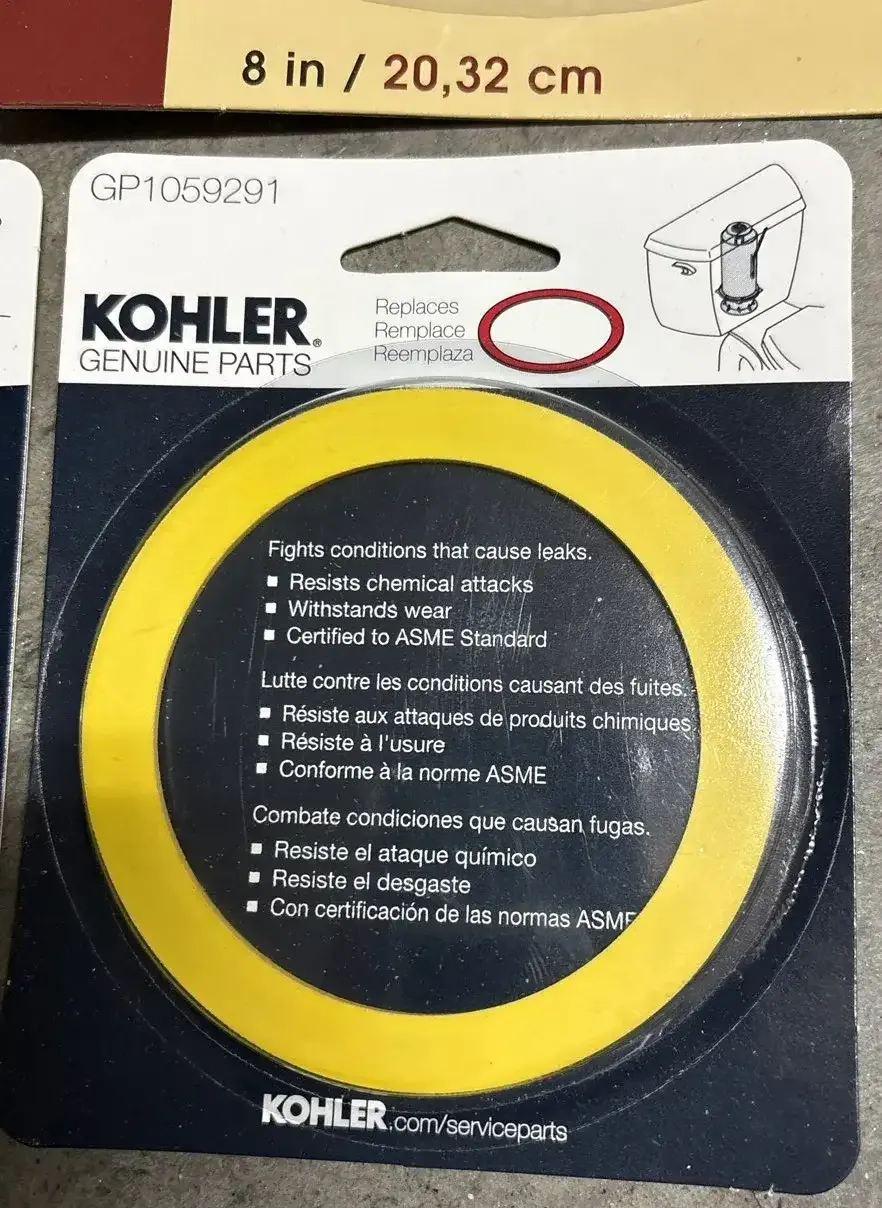 8 in / 20,32 cm
GP1059291
KOHLER®
GENUINE PARTS
Replaces
Remplace
Reemplaza
Fights conditions that cause leaks.
▪ Resists chemical attacks
▪ Withstands wear
▪ Certified to ASME Standard
Lutte contre les conditions causant des fuites.
▪ Résiste aux attaques de produits chimiques
▪ Résiste à l'usure
▪ Conforme à la norme ASME
Combate condiciones que causan fugas.
▪ Resiste el ataque químico
▪ Resiste el desgaste
▪ Con certificación de las normas ASME
KOHLER.com/serviceparts